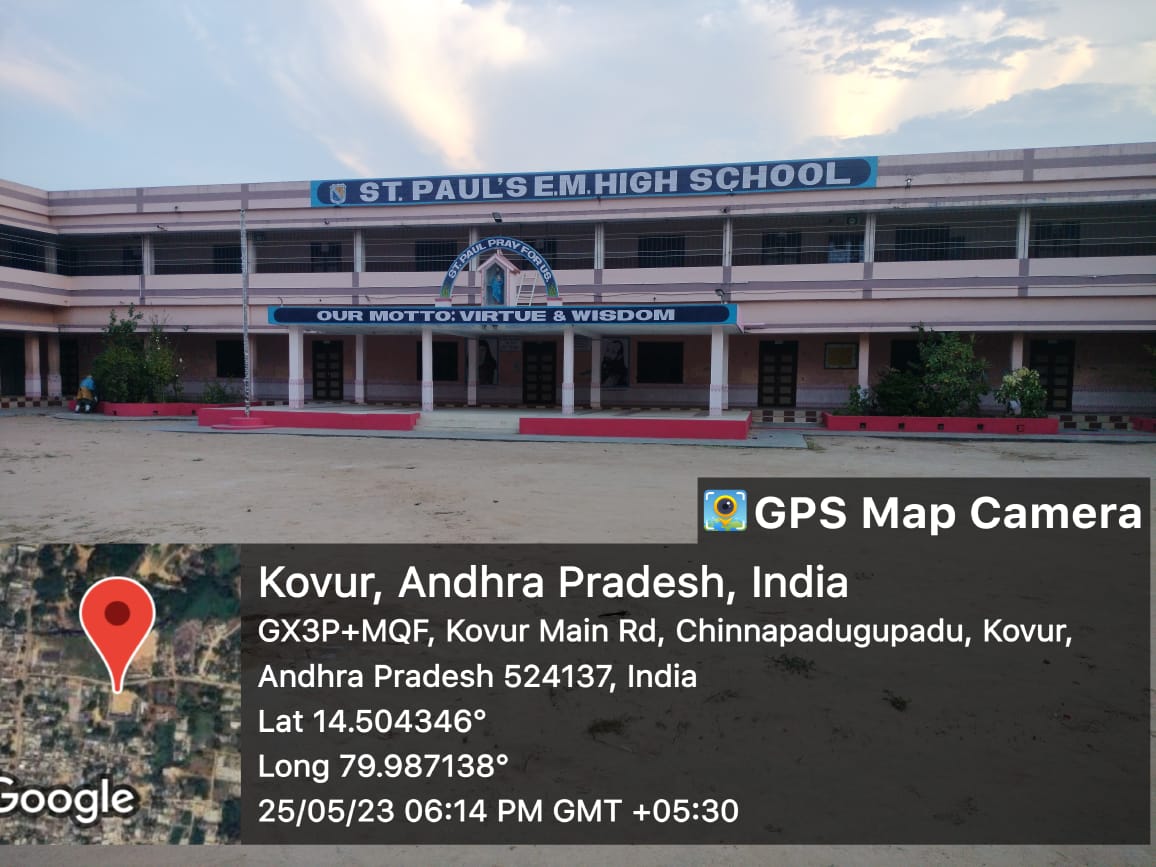 ST. PAUL'S E.M. HIGH SCHOOL
ST. PAUL PRAY FOR US.
OUR MOTTO: VIRTUE & WISDOM
GPS Map Camera
Kovur, Andhra Pradesh, India
GX3P+MQF, Kovur Main Rd, Chinnapadugupadu, Kovur,
Andhra Pradesh 524137, India
Lat 14.504346°
Long 79.987138°
25/05/23 06:14 PM GMT +05:30
Google